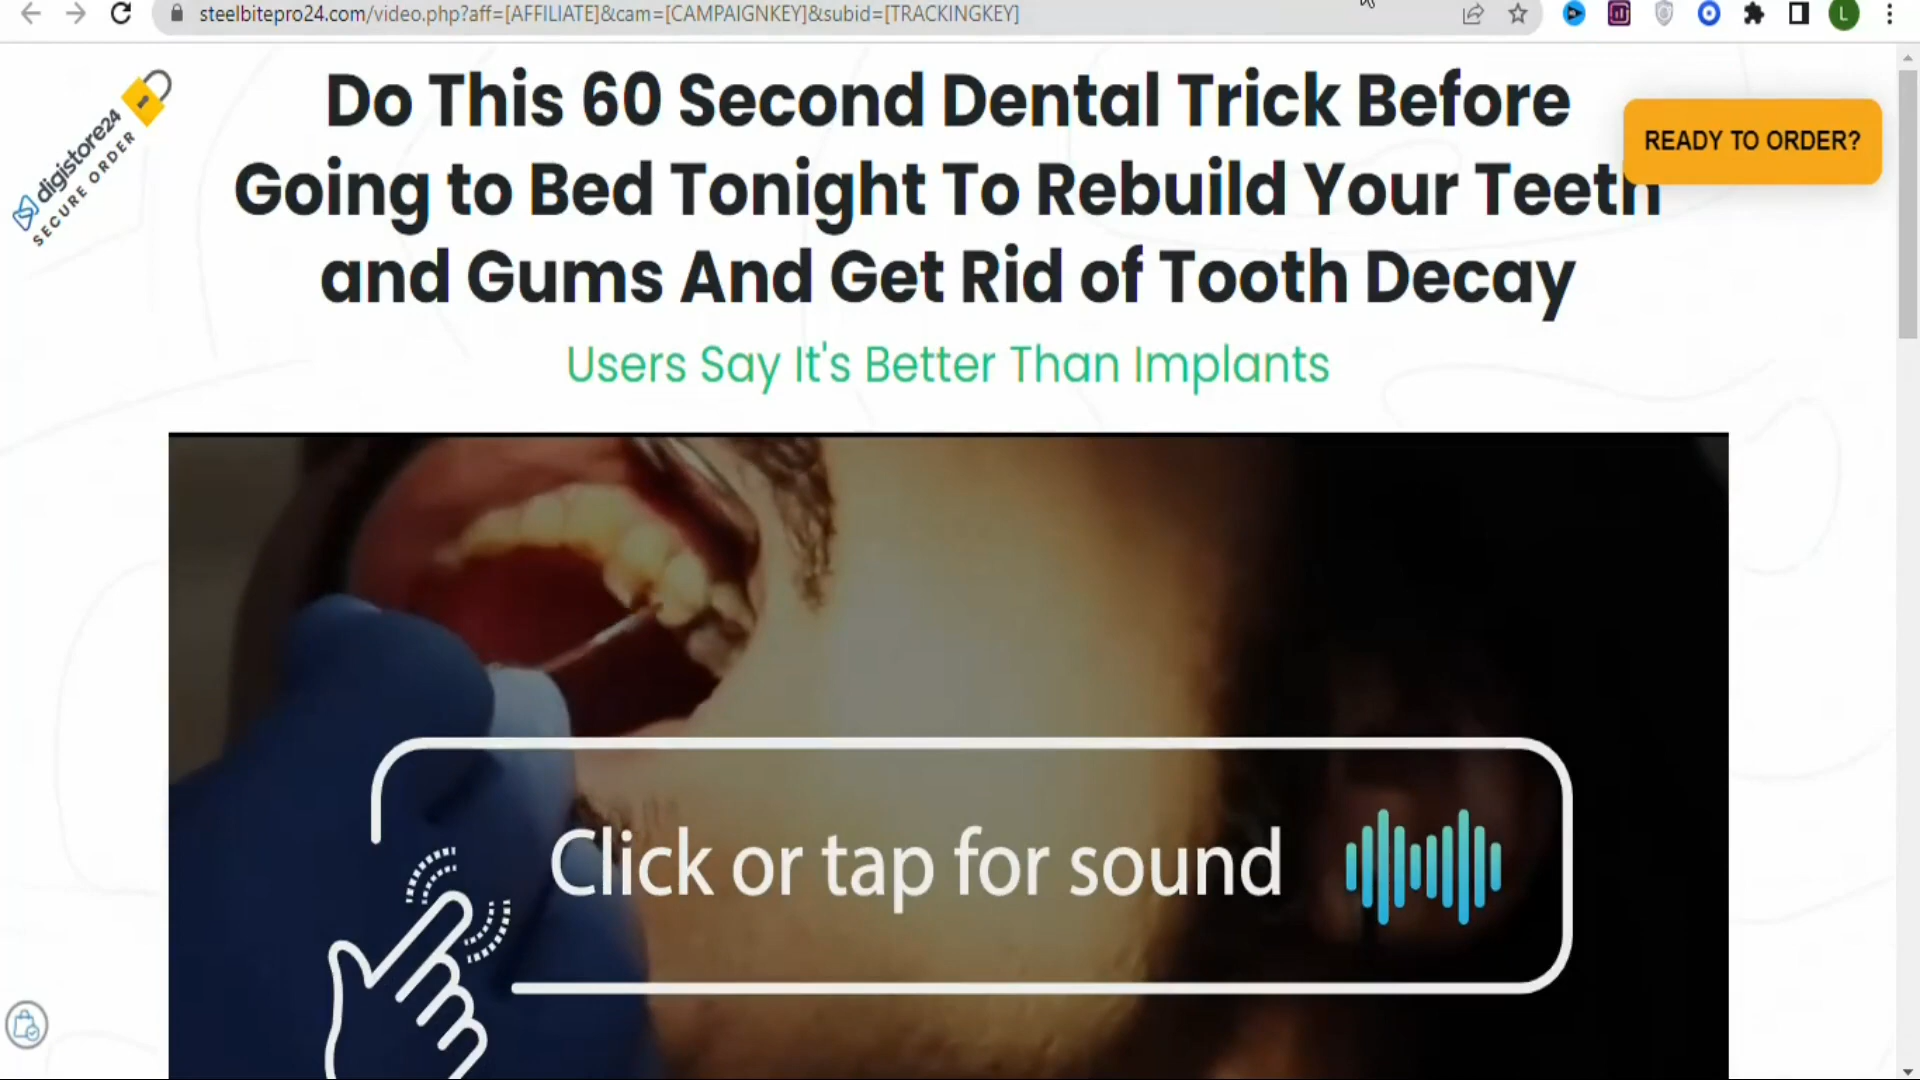 steelbitepro24.com/video.php?aff=[AFFILIATE]&cam=[CAMPAIGNKEY]&subid=[TRACKINGKEY]
L
digistore24
SECURE ORDER
Do This 60 Second Dental Trick Before
Going to Bed Tonight To Rebuild Your Teeth
and Gums And Get Rid of Tooth Decay
READY TO ORDER?
Users Say It's Better Than Implants
Click or tap for sound